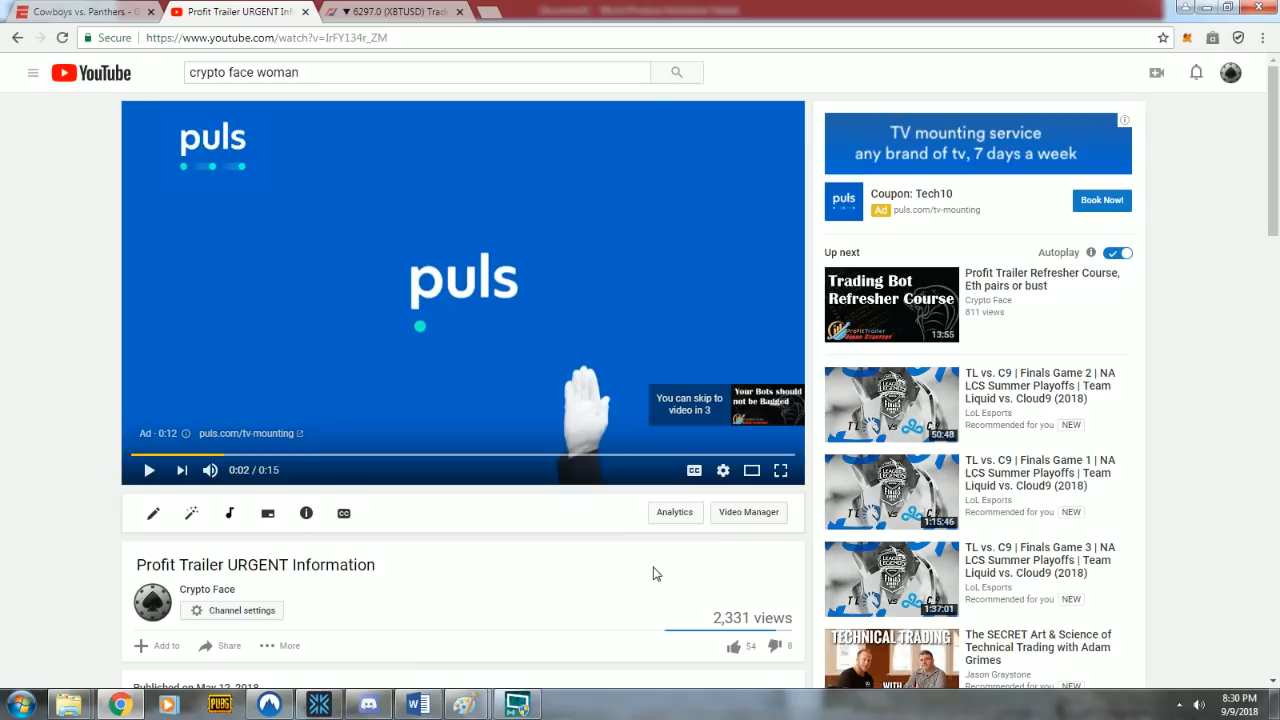 Cowboys vs. Panthers - G
Profit Trailer URGENT Inf
▼ 6297.0 (XBTUSD) Trad
Secure
https://www.youtube.com/watch?v=IrFY134r_ZM
YouTube
crypto face woman
puls
puls
You can skip to
video in 3
Your Bots should
not be Bagged
Ad · 0:12
puls.com/tv-mounting
0:02 / 0:15
CC
Analytics
Video Manager
Profit Trailer URGENT Information
Crypto Face
Channel settings
2,331 views
Add to
Share
More
54
8
TV mounting service
any brand of tv, 7 days a week
puls
Coupon: Tech10
Ad puls.com/tv-mounting
Book Now!
Up next
Autoplay
Trading Bot
Refresher Course
13:55
Profit Trailer Refresher Course,
Eth pairs or bust
Crypto Face
811 views
50:48
TL vs. C9 | Finals Game 2 | NA
LCS Summer Playoffs | Team
Liquid vs. Cloud9 (2018)
LoL Esports
Recommended for you NEW
1:15:46
TL vs. C9 | Finals Game 1 | NA
LCS Summer Playoffs | Team
Liquid vs. Cloud9 (2018)
LoL Esports
Recommended for you NEW
1:37:01
TL vs. C9 | Finals Game 3 | NA
LCS Summer Playoffs | Team
Liquid vs. Cloud9 (2018)
LoL Esports
Recommended for you NEW
TECHNICAL TRADING
WITH
The SECRET Art & Science of
Technical Trading with Adam
Grimes
Jason Graystone
Recommended for you NEW
PUBG
8:30 PM
9/9/2018